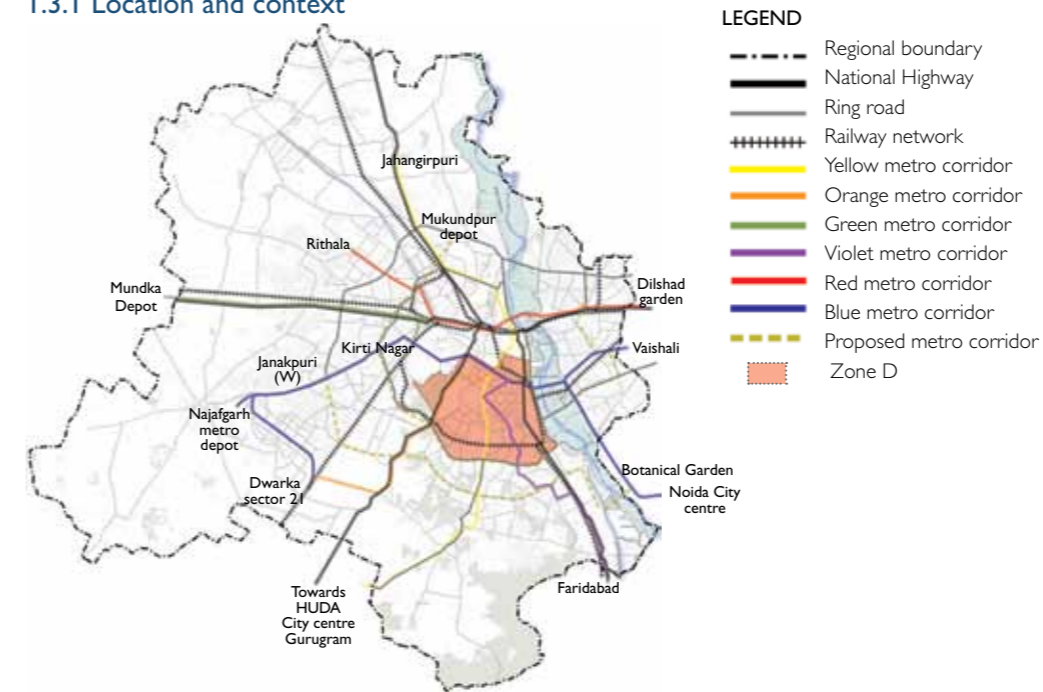 1.3.1 Location and context
LEGEND
Regional boundary
National Highway
Ring road
Railway network
Yellow metro corridor
Orange metro corridor
Green metro corridor
Violet metro corridor
Red metro corridor
Blue metro corridor
Proposed metro corridor
Zone D
Jahangirpuri
Mukundpur
depot
Rithala
Mundka
Depot
Dilshad
garden
Kirti Nagar
Vaishali
Janakpuri
(W)
Najafgarh
metro
depot
Dwarka
sector 21
Botanical Garden
Noida City
centre
Faridabad
Towards
HUDA
City centre
Gurugram